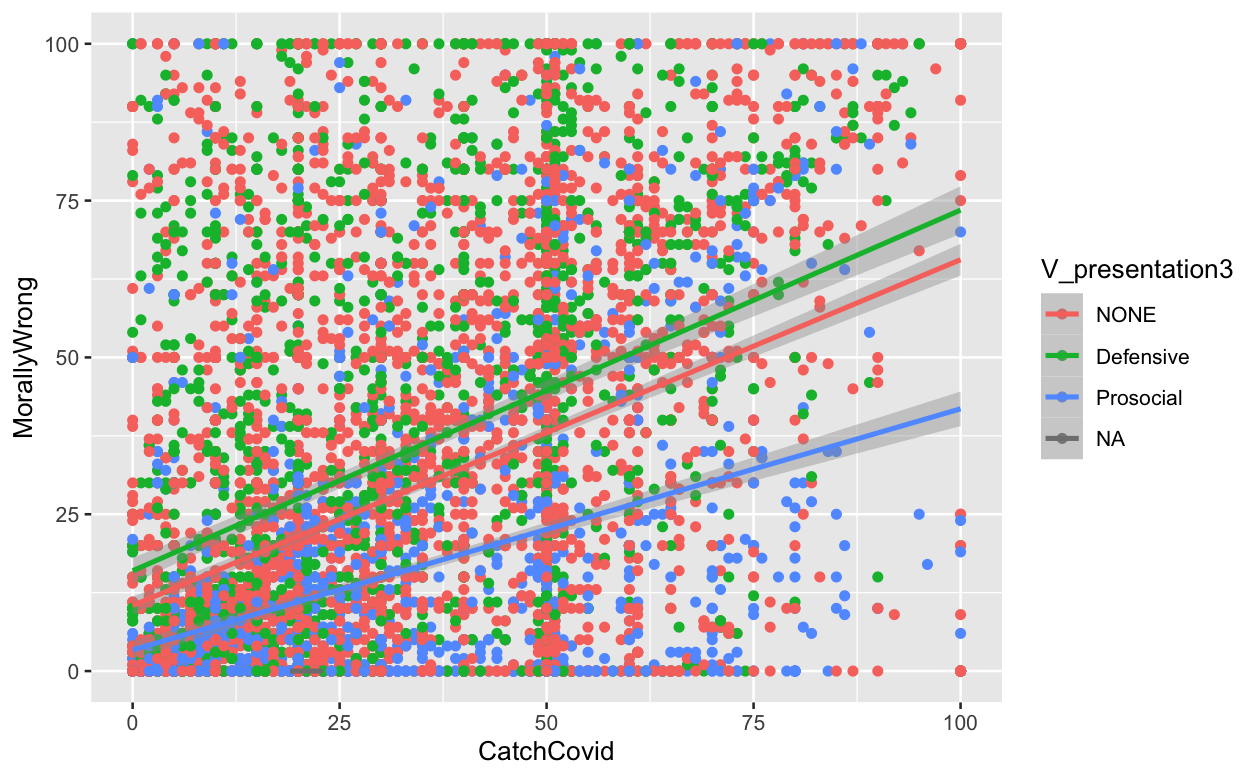 MorallyWrong
100
75
50
25
0
0 25 50 75 100
CatchCovid
V_presentation3
NONE
Defensive
Prosocial
NA